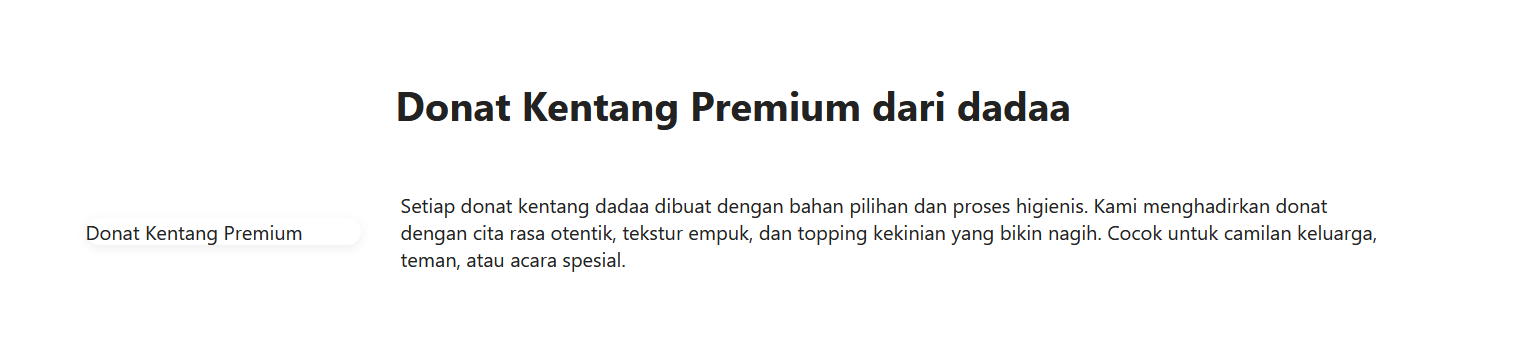 Donat Kentang Premium dari dadaa
Donat Kentang Premium
Setiap donat kentang dadaa dibuat dengan bahan pilihan dan proses higienis. Kami menghadirkan donat
dengan cita rasa otentik, tekstur empuk, dan topping kekinian yang bikin nagih. Cocok untuk camilan keluarga,
teman, atau acara spesial.